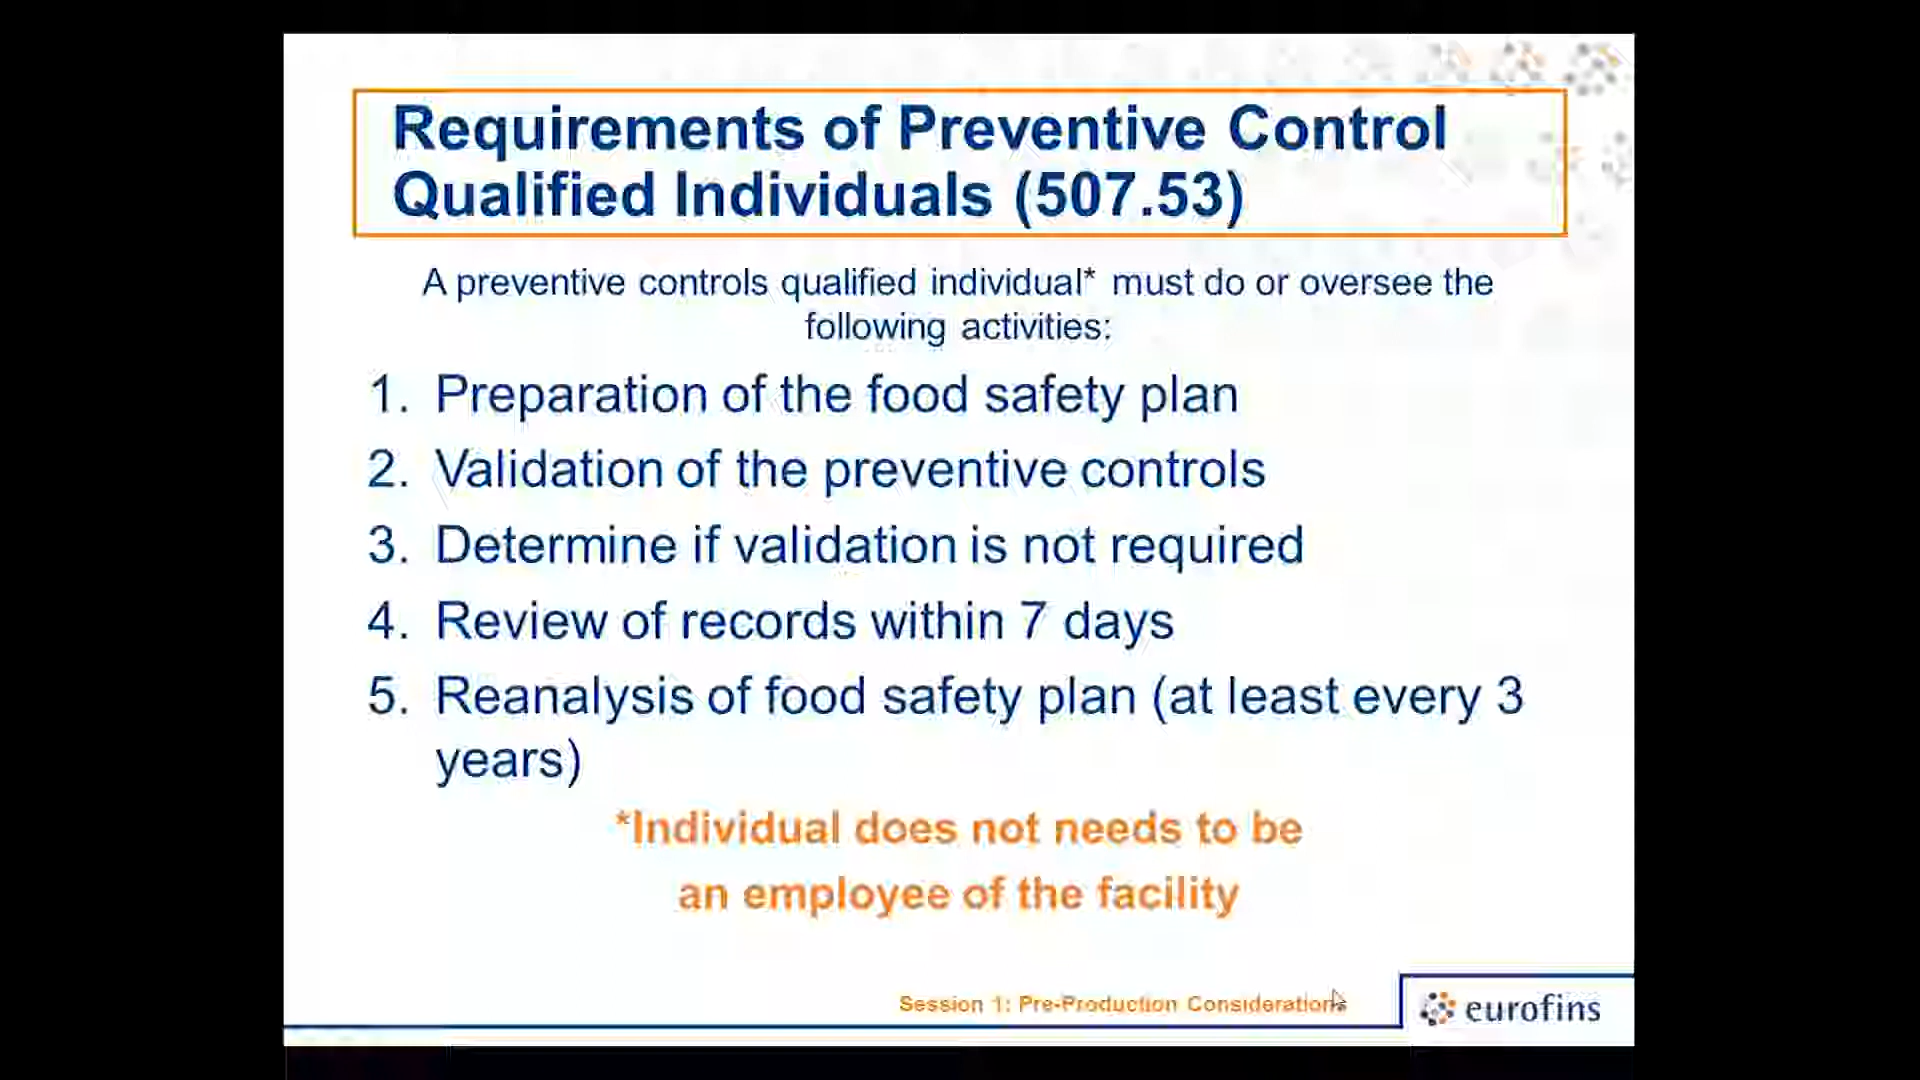 Requirements of Preventive Control
Qualified Individuals (507.53)
A preventive controls qualified individual* must do or oversee the
following activities:
1. Preparation of the food safety plan
2. Validation of the preventive controls
3. Determine if validation is not required
4. Review of records within 7 days
5. Reanalysis of food safety plan (at least every 3
years)
*Individual does not needs to be
an employee of the facility
Session 1: Pre-Production Considerations
eurofins